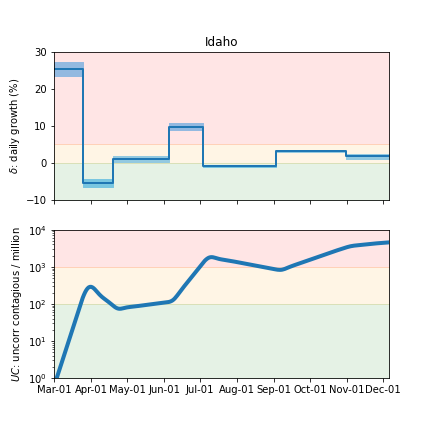 Idaho
δ: daily growth (%)
30
20
10
0
−10
UC: uncorr contagious / million
10⁴
10³
10²
10¹
10⁰
Mar-01 Apr-01 May-01 Jun-01 Jul-01 Aug-01 Sep-01 Oct-01 Nov-01 Dec-01